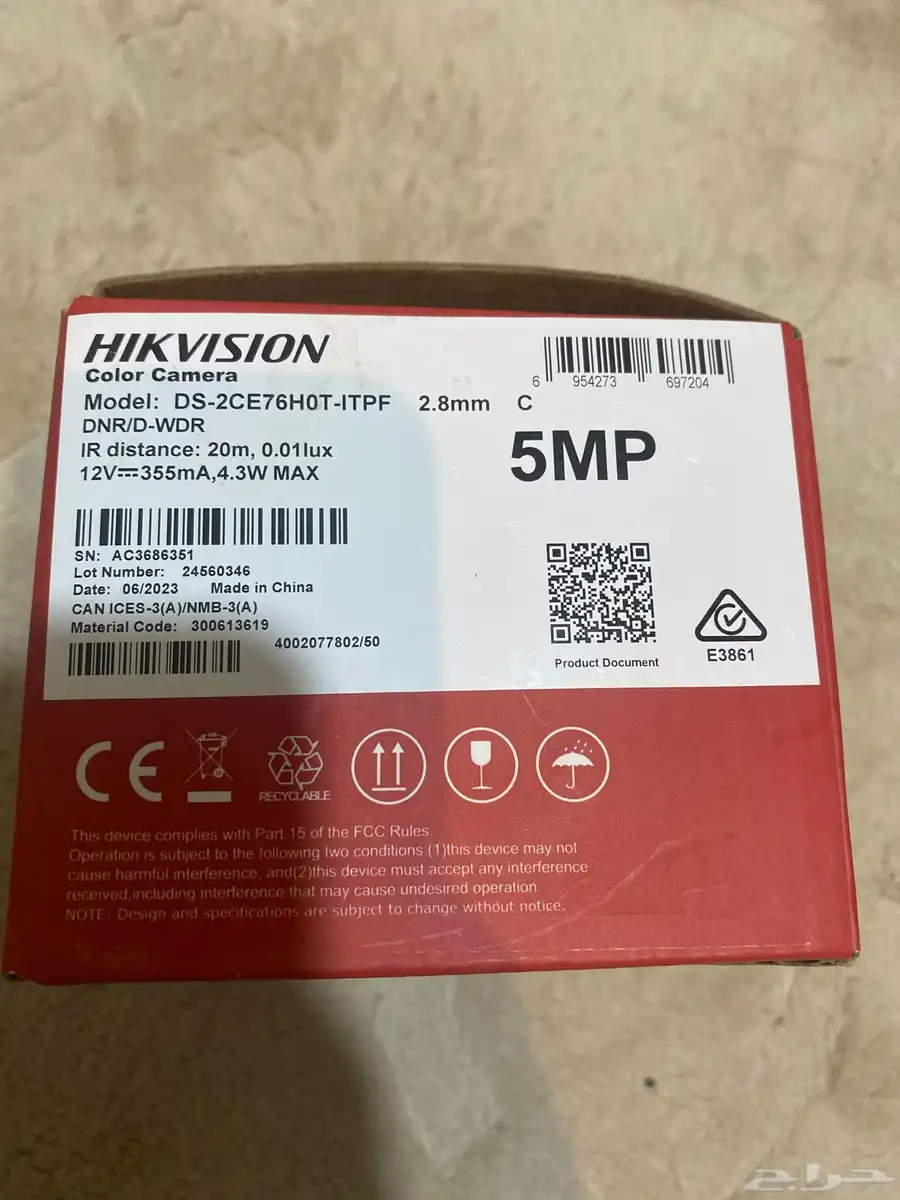 HIKVISION
Color Camera
Model: DS-2CE76H0T-ITPF 2.8mm C
DNR/D-WDR
IR distance: 20m, 0.01lux
12V⎓355mA,4.3W MAX
6 954273 697204
5MP
SN: AC3686351
Lot Number: 24560346
Date: 06/2023 Made in China
CAN ICES-3(A)/NMB-3(A)
Material Code: 300613619
4002077802/50
Product Document
E3861
CE
RECYCLABLE
This device complies with Part 15 of the FCC Rules.
Operation is subject to the following two conditions:(1)this device may not
cause harmful interference, and(2)this device must accept any interference
received,including interference that may cause undesired operation.
NOTE: Design and specifications are subject to change without notice.
حراج